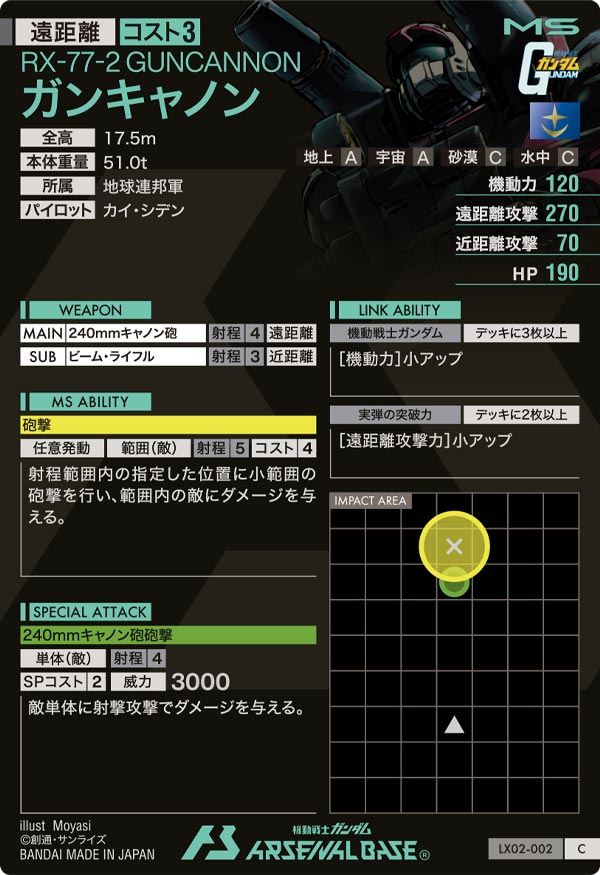 遠距離 コスト3
MS
RX-77-2 GUNCANNON
ガンキャノン
機動戦士 ガンダム GUNDAM
全高 17.5m
本体重量 51.0t
所属 地球連邦軍
パイロット カイ・シデン
地上 A 宇宙 A 砂漠 C 水中 C
機動力 120
遠距離攻撃 270
近距離攻撃 70
HP 190
WEAPON
MAIN 240mmキャノン砲 射程 4 遠距離
SUB ビーム・ライフル 射程 3 近距離
MS ABILITY
砲撃
任意発動 範囲(敵) 射程 5 コスト 4
射程範囲内の指定した位置に小範囲の
砲撃を行い、範囲内の敵にダメージを与
える。
SPECIAL ATTACK
240mmキャノン砲砲撃
単体(敵) 射程 4
SPコスト 2 威力 3000
敵単体に射撃攻撃でダメージを与える。
LINK ABILITY
機動戦士ガンダム デッキに3枚以上
[機動力]小アップ
実弾の突破力 デッキに2枚以上
[遠距離攻撃力]小アップ
IMPACT AREA
illust Moyasi
©創通・サンライズ
BANDAI MADE IN JAPAN
機動戦士ガンダム
ARSENAL BASE®
LX02-002 C